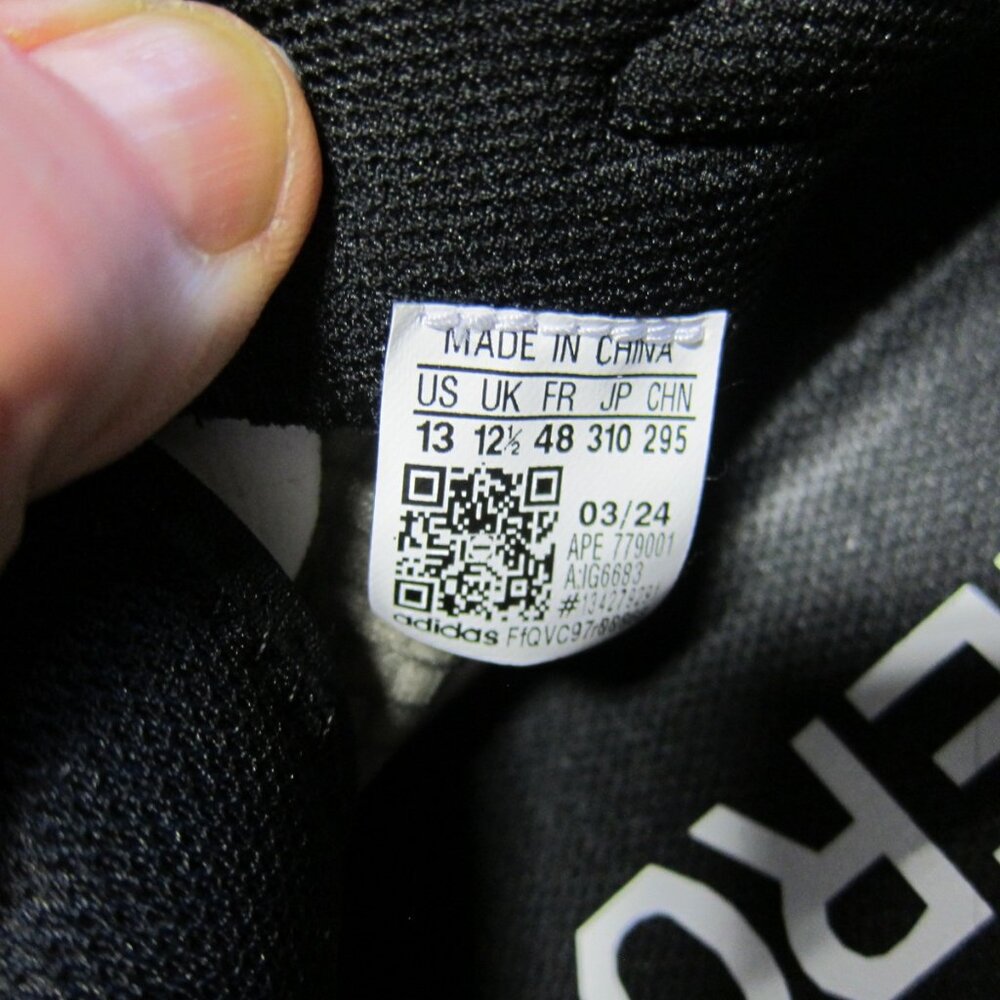 MADE IN CHINA
US UK FR JP CHN
13 12½ 48 310 295
03/24
APE 779001
A:IG6683
adidas